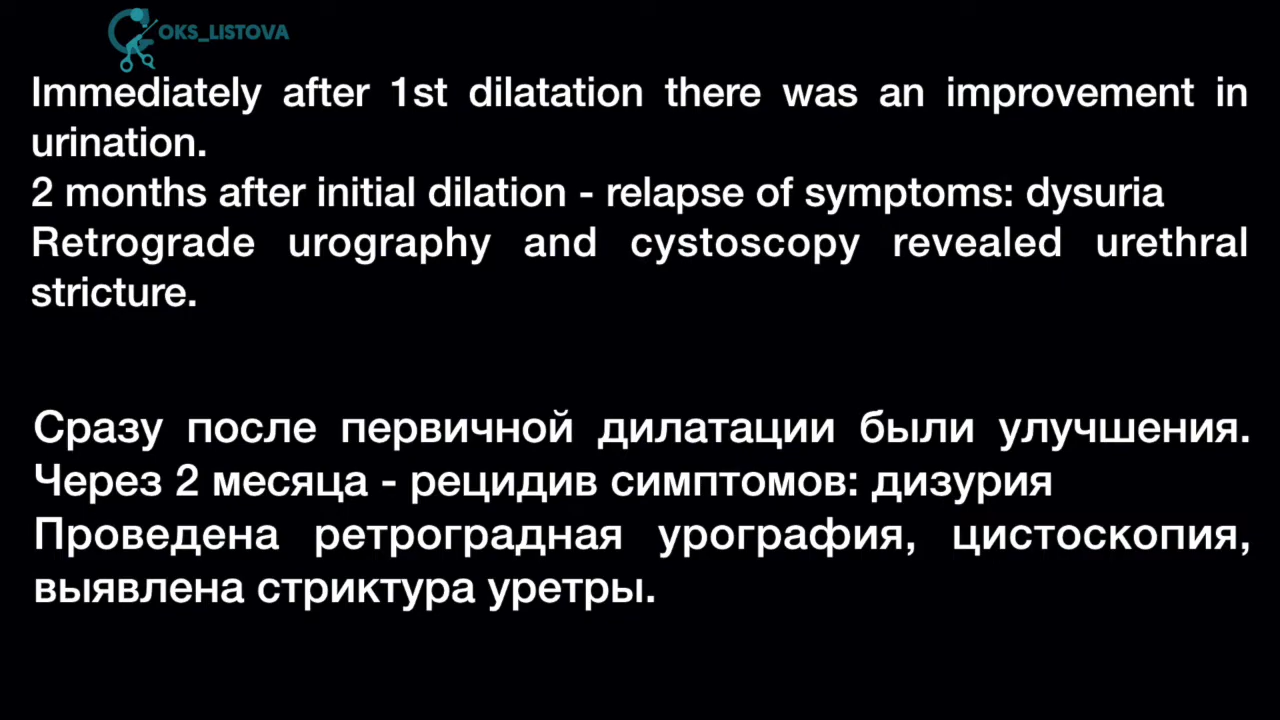 OKS_LISTOVA
Immediately after 1st dilatation there was an improvement in
urination.
2 months after initial dilation - relapse of symptoms: dysuria
Retrograde urography and cystoscopy revealed urethral
stricture.
Сразу после первичной дилатации были улучшения.
Через 2 месяца - рецидив симптомов: дизурия
Проведена ретроградная урография, цистоскопия,
выявлена стриктура уретры.